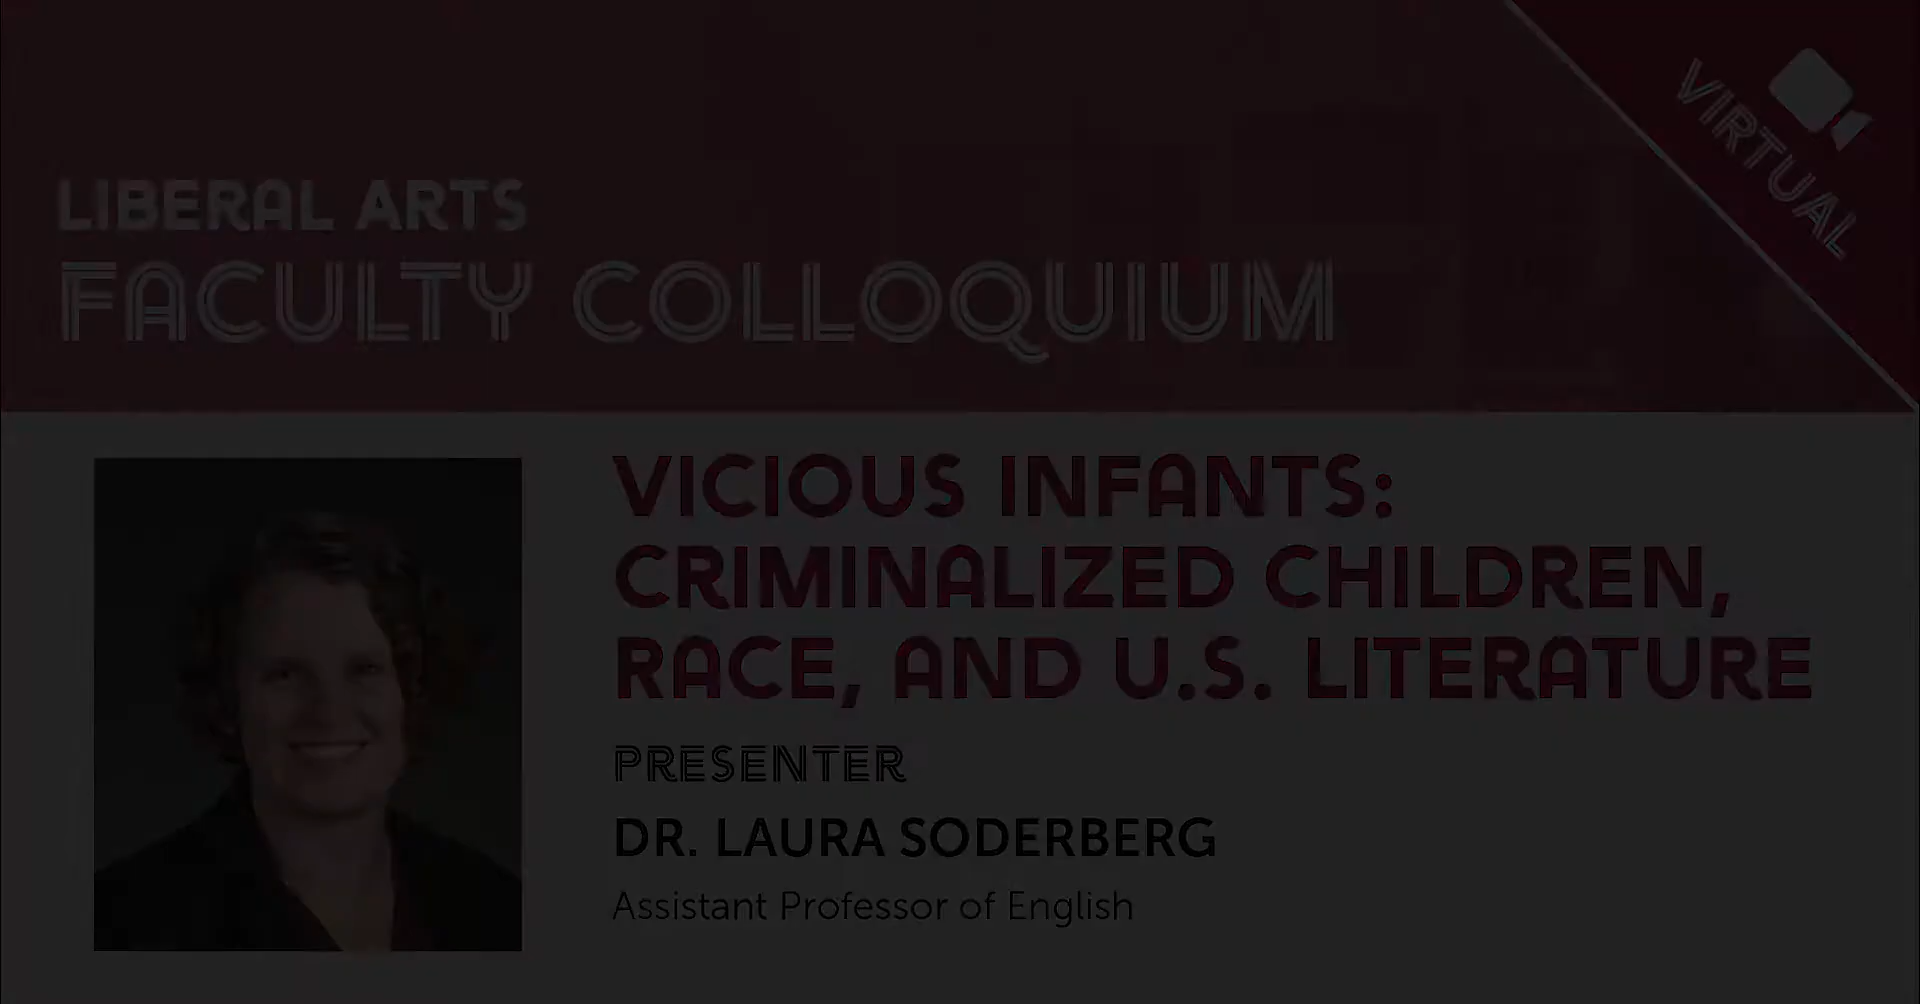 VIRTUAL
LIBERAL ARTS
FACULTY COLLOQUIUM
VICIOUS INFANTS:
CRIMINALIZED CHILDREN,
RACE, AND U.S. LITERATURE
PRESENTER
DR. LAURA SODERBERG
Assistant Professor of English